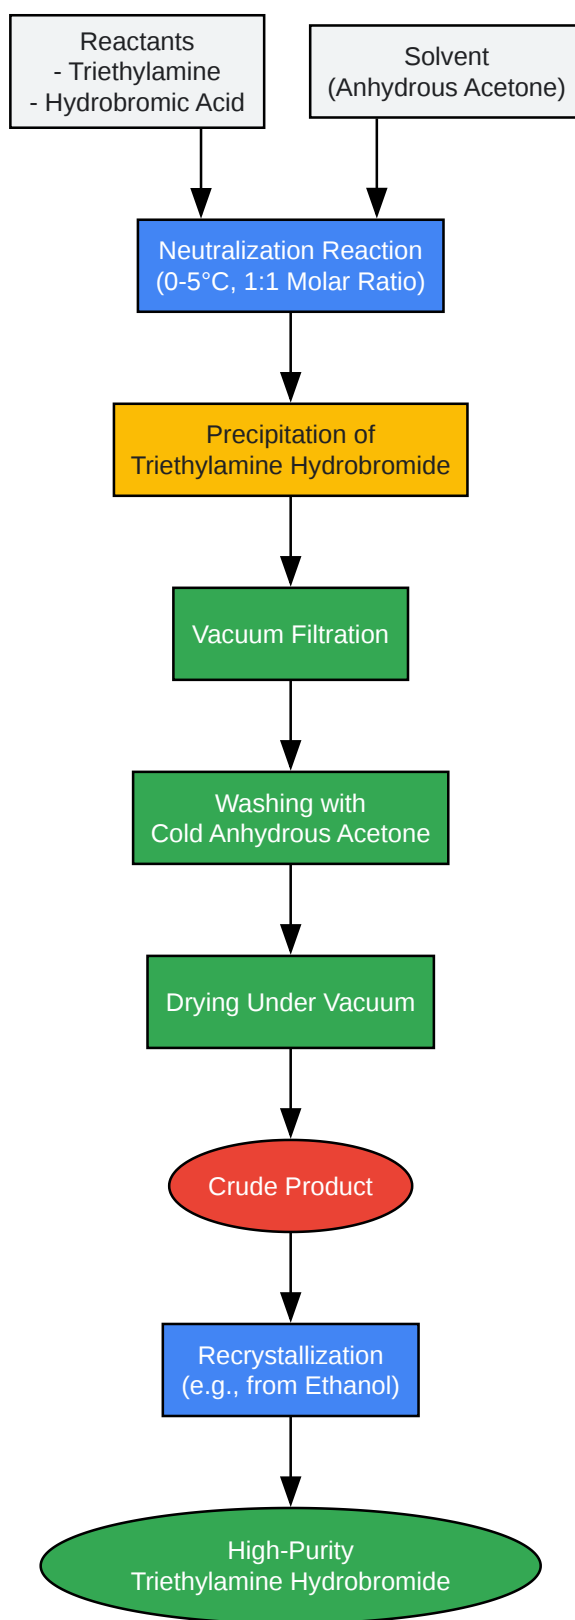 Reactants
- Triethylamine
- Hydrobromic Acid
Solvent
(Anhydrous Acetone)
Neutralization Reaction
(0-5°C, 1:1 Molar Ratio)
Precipitation of
Triethylamine Hydrobromide
Vacuum Filtration
Washing with
Cold Anhydrous Acetone
Drying Under Vacuum
Crude Product
Recrystallization
(e.g., from Ethanol)
High-Purity
Triethylamine Hydrobromide